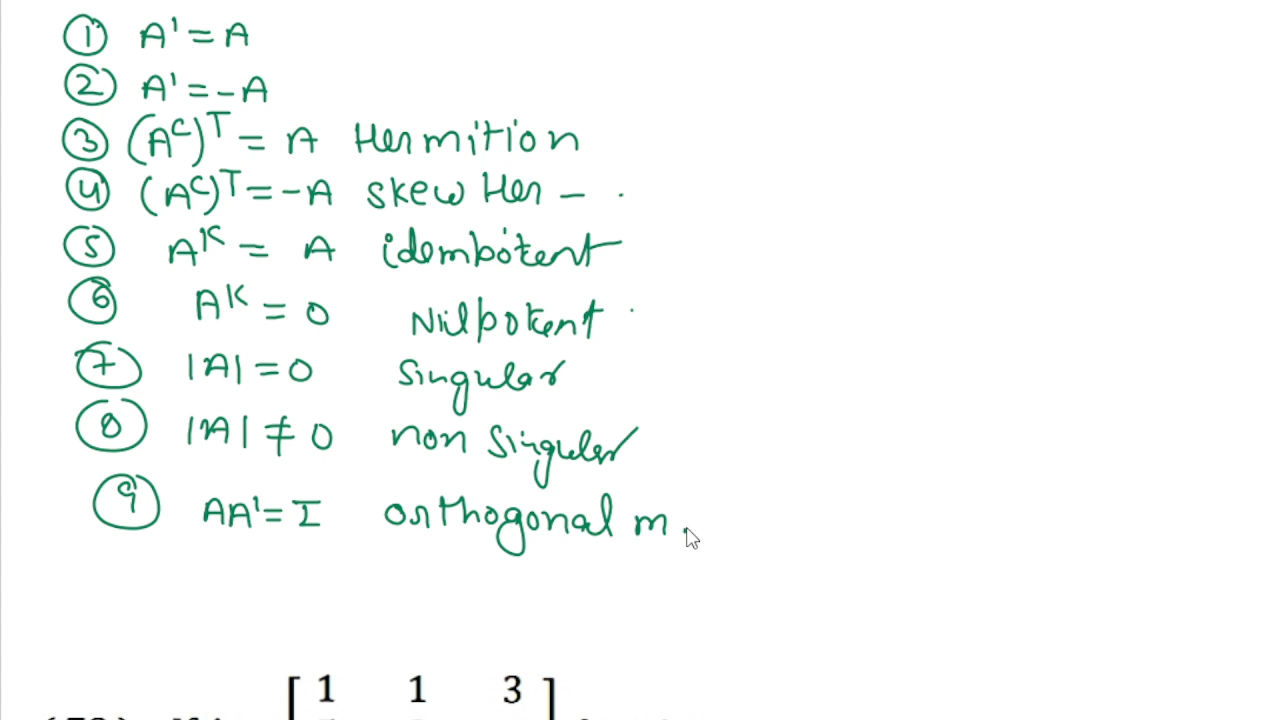 ① A' = A
② A' = -A
③ (A^C)^T = A Hermition
④ (A^C)^T = -A skew Her - .
⑤ A^K = A idempotent
⑥ A^K = 0 Nilpotent .
⑦ |A| = 0 Singular
⑧ |A| ≠ 0 non singular
⑨ AA' = I orthogonal m .
[ 1 1 3 ]